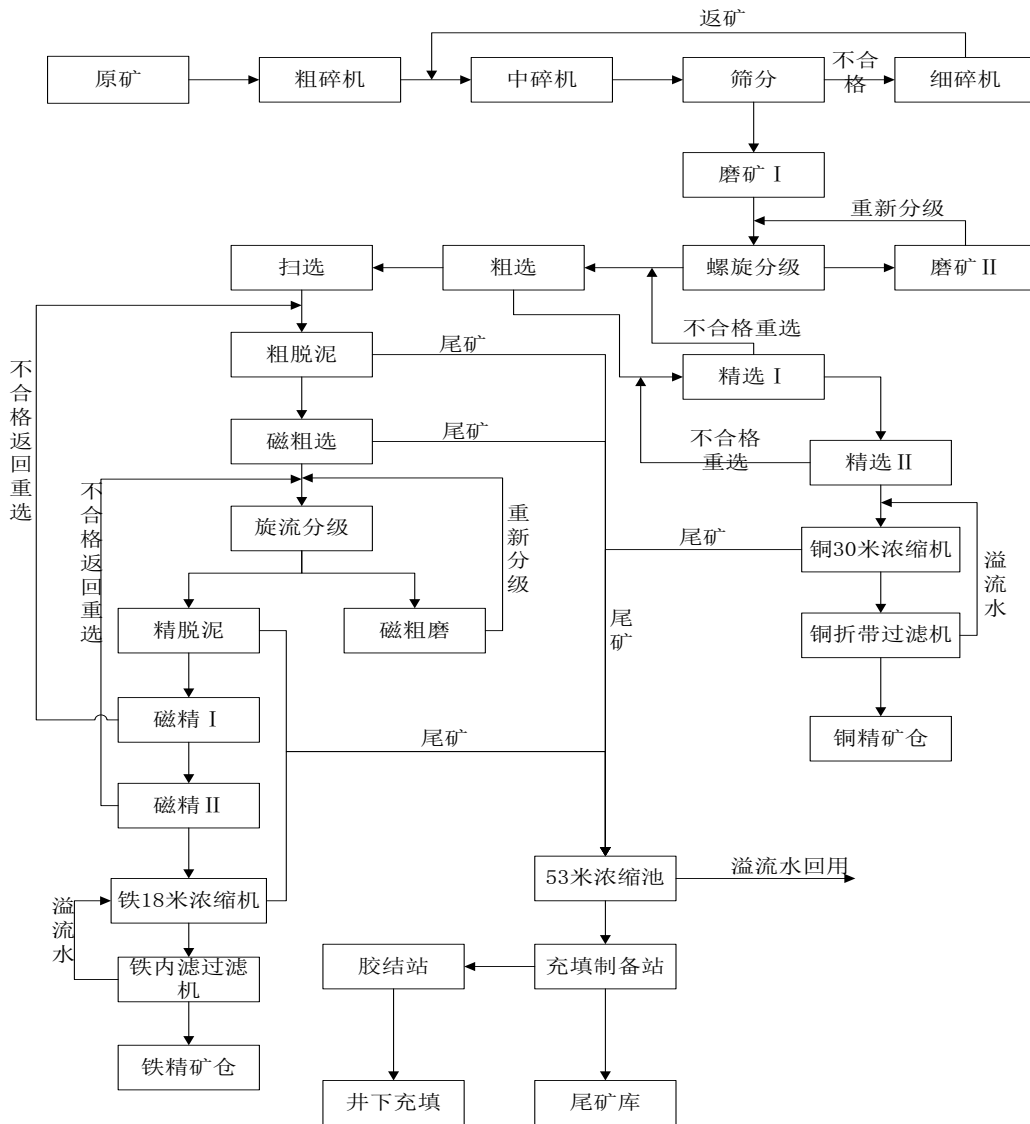 返矿
原矿
粗碎机
中碎机
筛分
不合
格
细碎机
磨矿Ⅰ
重新分级
扫选
粗选
螺旋分级
磨矿Ⅱ
不合格重选
粗脱泥
尾矿
精选Ⅰ
不合格返回重选
磁粗选
尾矿
不合格
重选
精选Ⅱ
不合格返回重选
旋流分级
重新分级
尾矿
铜30米浓缩机
溢流水
精脱泥
磁粗磨
尾矿
铜折带过滤机
磁精Ⅰ
尾矿
铜精矿仓
磁精Ⅱ
53米浓缩池
溢流水回用
铁18米浓缩机
溢流水
胶结站
充填制备站
铁内滤过滤
机
铁精矿仓
井下充填
尾矿库